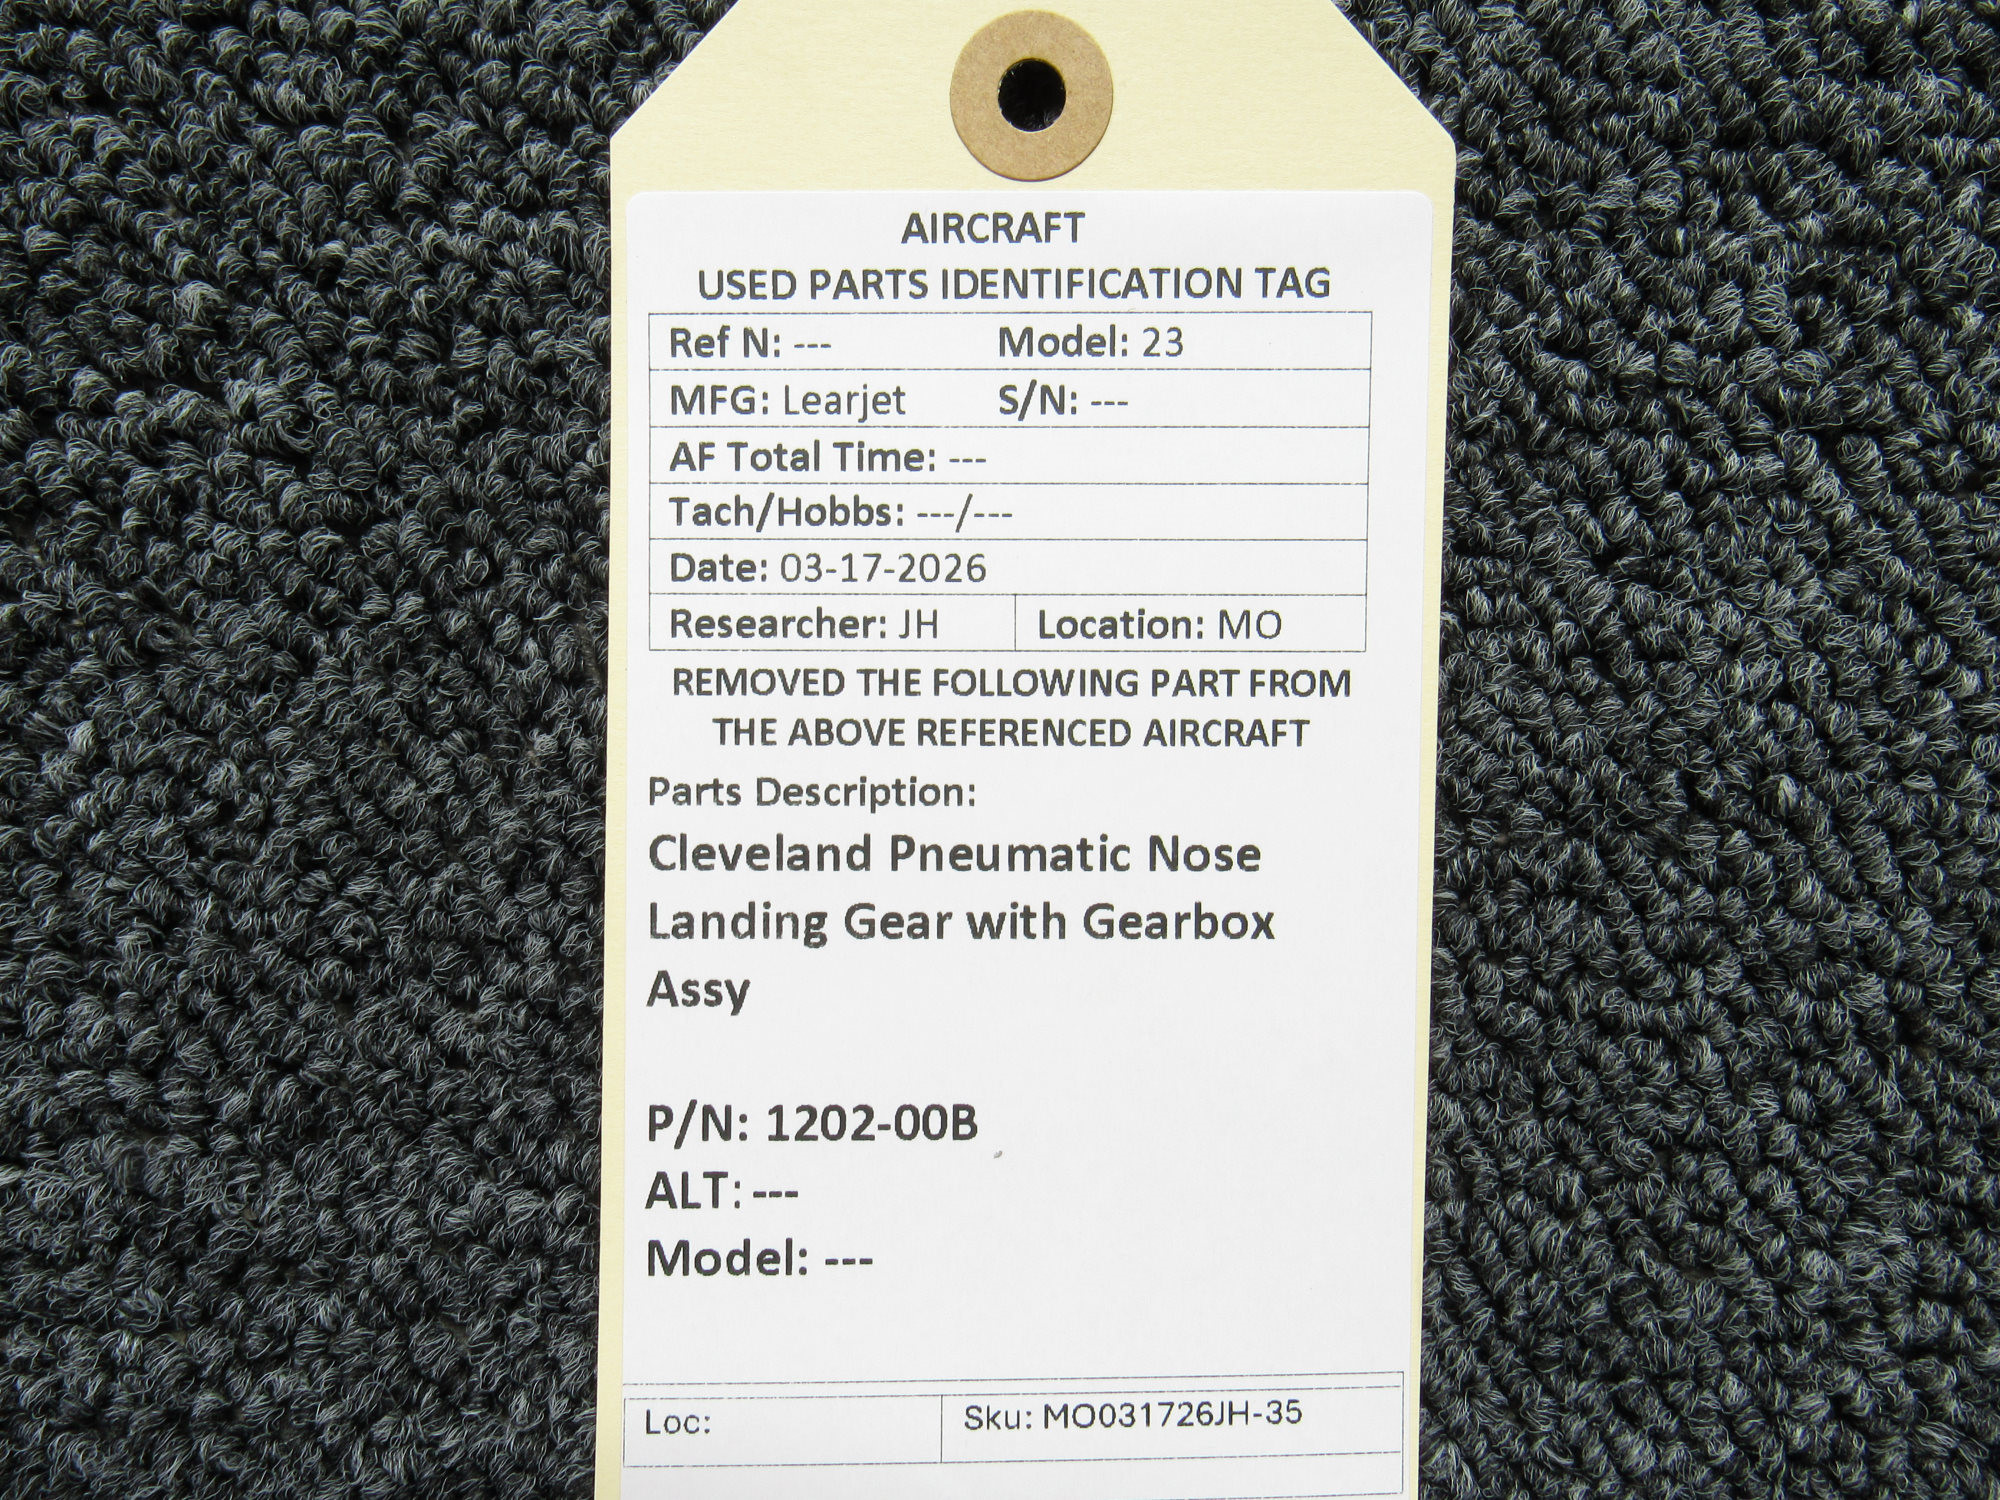 AIRCRAFT
USED PARTS IDENTIFICATION TAG
Ref N: --- Model: 23
MFG: Learjet S/N: ---
AF Total Time: ---
Tach/Hobbs: ---/---
Date: 03-17-2026
Researcher: JH Location: MO
REMOVED THE FOLLOWING PART FROM
THE ABOVE REFERENCED AIRCRAFT
Parts Description:
Cleveland Pneumatic Nose
Landing Gear with Gearbox
Assy
P/N: 1202-00B
ALT: ---
Model: ---
Loc: Sku: MO031726JH-35